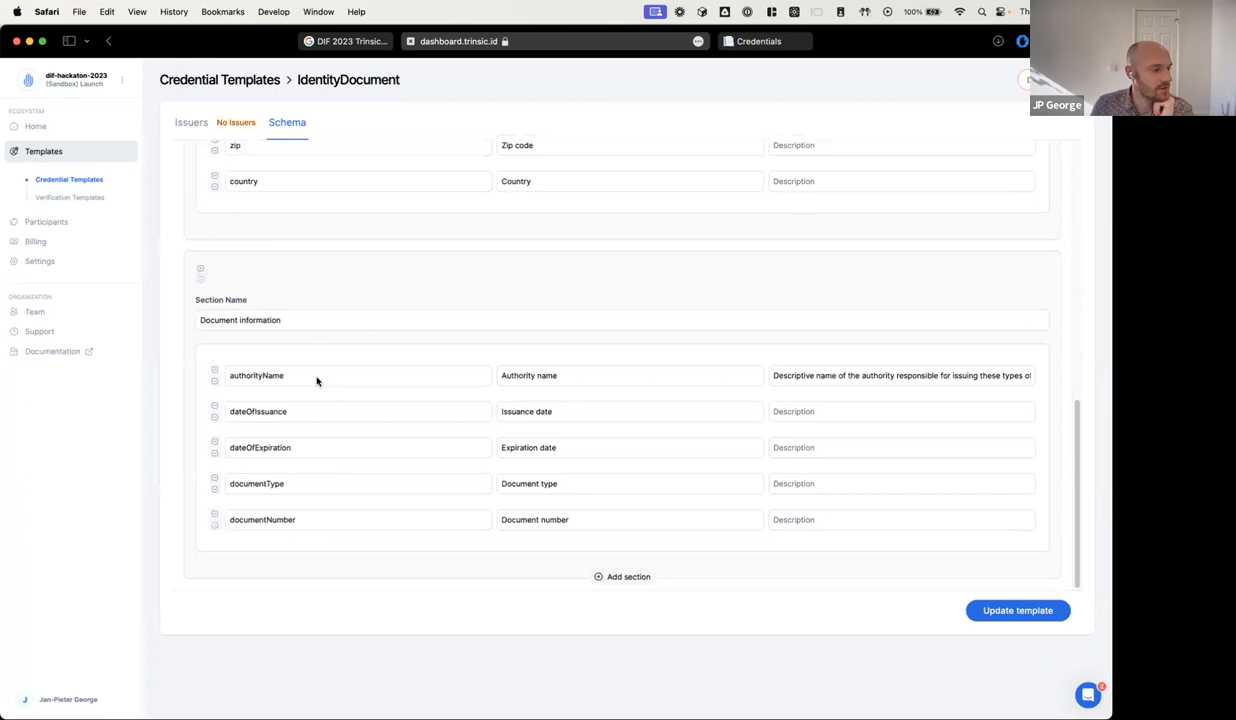 Safari File Edit View History Bookmarks Develop Window Help 100% Th
DIF 2023 Trinsic... dashboard.trinsic.id Credentials
dif-hackaton-2023
(Sandbox) Launch
Credential Templates > IdentityDocument
JP George
ECOSYSTEM
Home
Templates
Credential Templates
Verification Templates
Participants
Billing
Settings
ORGANIZATION
Team
Support
Documentation
Issuers No Issuers Schema
zip Zip code Description
country Country Description
Section Name
Document information
authorityName Authority name Descriptive name of the authority responsible for issuing these types of
dateOfIssuance Issuance date Description
dateOfExpiration Expiration date Description
documentType Document type Description
documentNumber Document number Description
Add section
Update template
2
J Jan-Pieter George